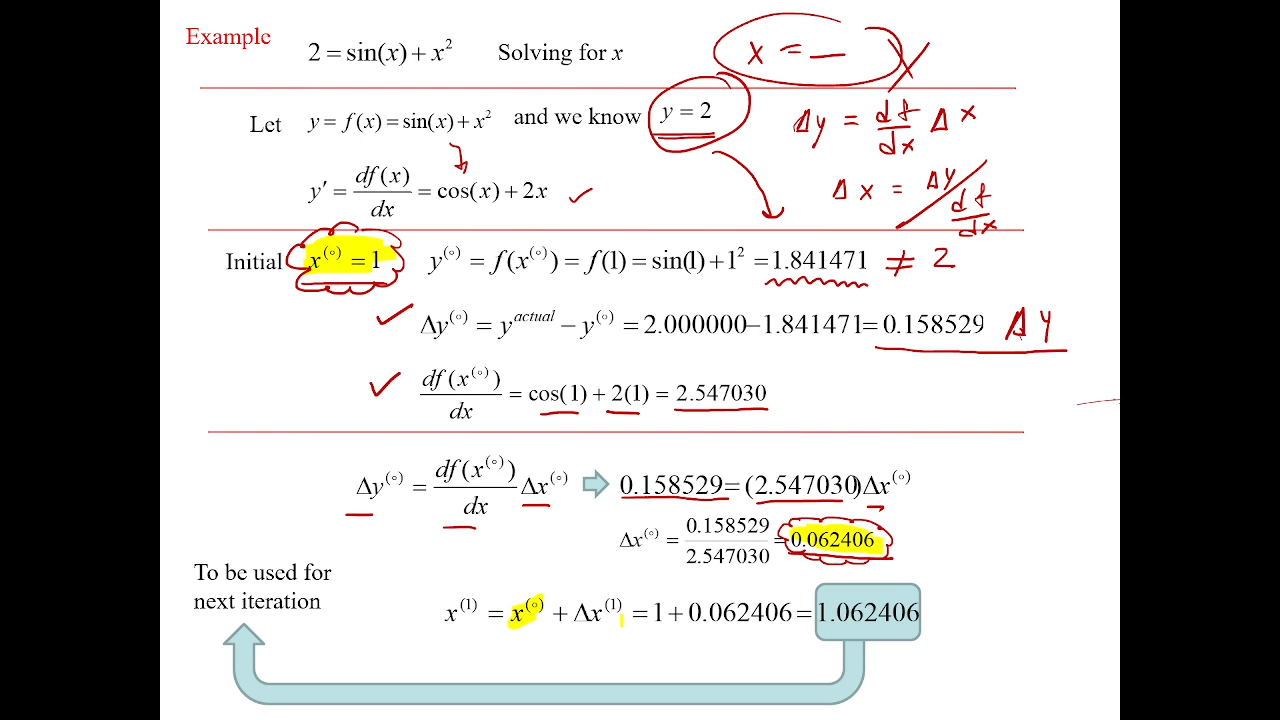 Example 2 = sin(x) + x² Solving for x x = —
Let y = f(x) = sin(x) + x² and we know y = 2 Δy = df/dx Δx
y′ = df(x)/dx = cos(x) + 2x ✓ Δx = Δy / df/dx
Initial x^(∘) = 1 y^(∘) = f(x^(∘)) = f(1) = sin(1) + 1² = 1.841471 ≠ 2
✓ Δy^(∘) = y^actual − y^(∘) = 2.000000 − 1.841471 = 0.158529 Δy
✓ df(x^(∘))/dx = cos(1) + 2(1) = 2.547030
Δy^(∘) = df(x^(∘))/dx Δx^(∘) ⇨ 0.158529 = (2.547030)Δx^(∘)
Δx^(∘) = 0.158529/2.547030 = 0.062406
To be used for
next iteration
x^(1) = x^(∘) + Δx^(1) = 1 + 0.062406 = 1.062406